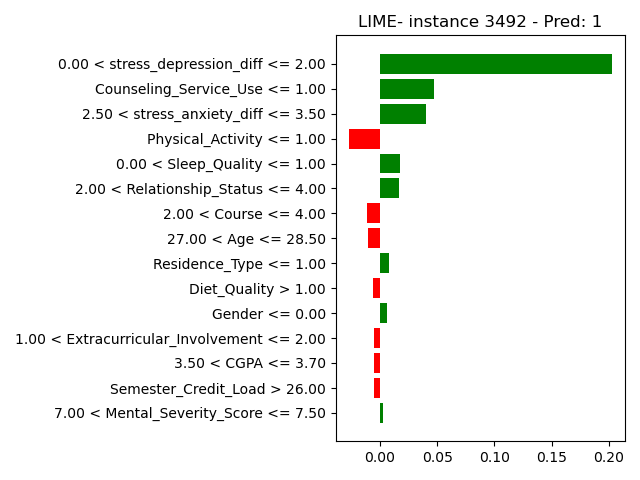 LIME- instance 3492 - Pred: 1
0.00 < stress_depression_diff <= 2.00
Counseling_Service_Use <= 1.00
2.50 < stress_anxiety_diff <= 3.50
Physical_Activity <= 1.00
0.00 < Sleep_Quality <= 1.00
2.00 < Relationship_Status <= 4.00
2.00 < Course <= 4.00
27.00 < Age <= 28.50
Residence_Type <= 1.00
Diet_Quality > 1.00
Gender <= 0.00
1.00 < Extracurricular_Involvement <= 2.00
3.50 < CGPA <= 3.70
Semester_Credit_Load > 26.00
7.00 < Mental_Severity_Score <= 7.50
0.00 0.05 0.10 0.15 0.20